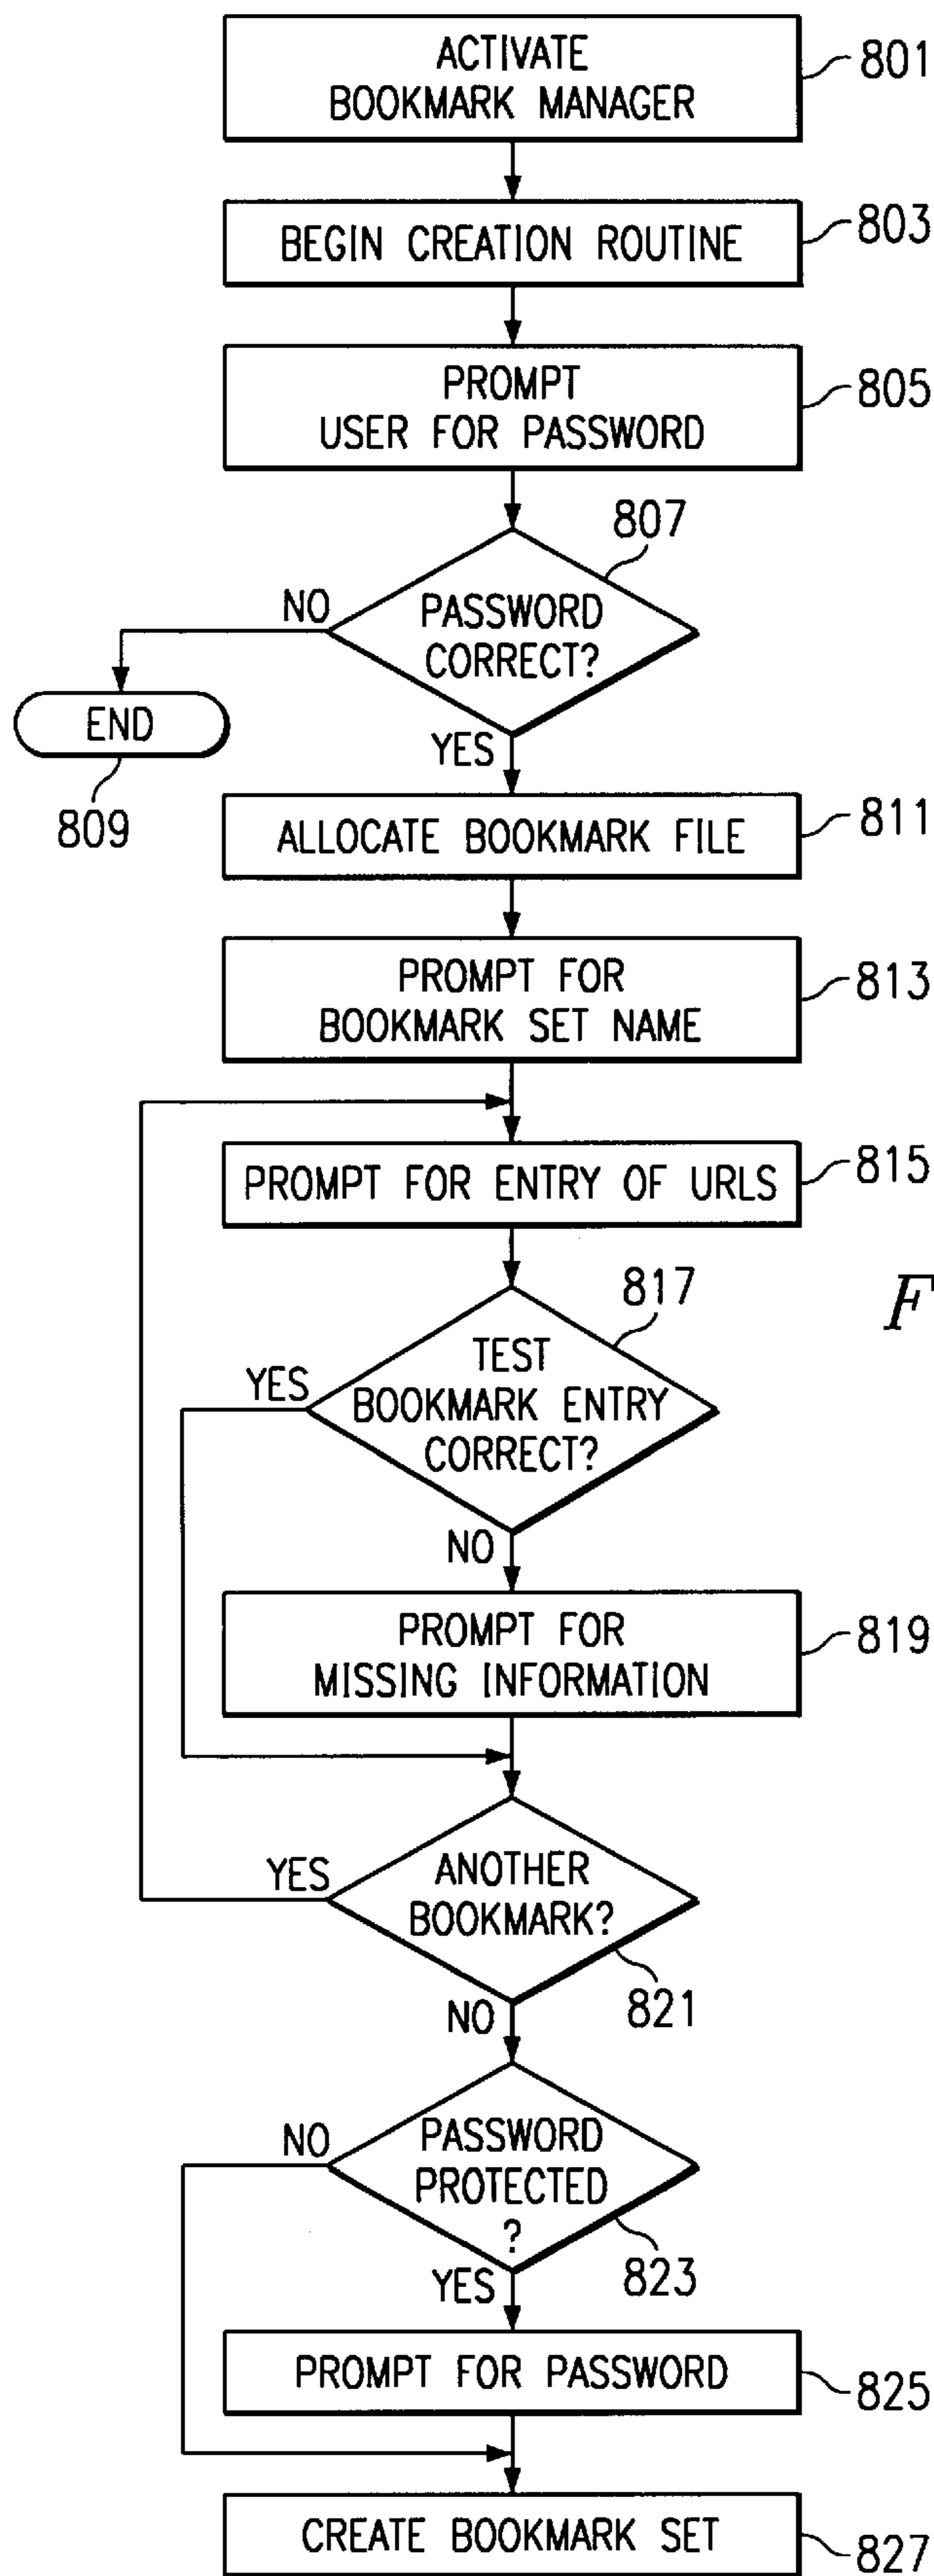 ACTIVATE
BOOKMARK MANAGER
801
BEGIN CREATION ROUTINE
803
PROMPT
USER FOR PASSWORD
805
807
PASSWORD
CORRECT?
NO
END
809
YES
ALLOCATE BOOKMARK FILE
811
PROMPT FOR
BOOKMARK SET NAME
813
PROMPT FOR ENTRY OF URLS
815
817
F
TEST
BOOKMARK ENTRY
CORRECT?
YES
NO
PROMPT FOR
MISSING INFORMATION
819
YES
ANOTHER
BOOKMARK?
821
NO
NO
PASSWORD
PROTECTED
?
823
YES
PROMPT FOR PASSWORD
825
CREATE BOOKMARK SET
827